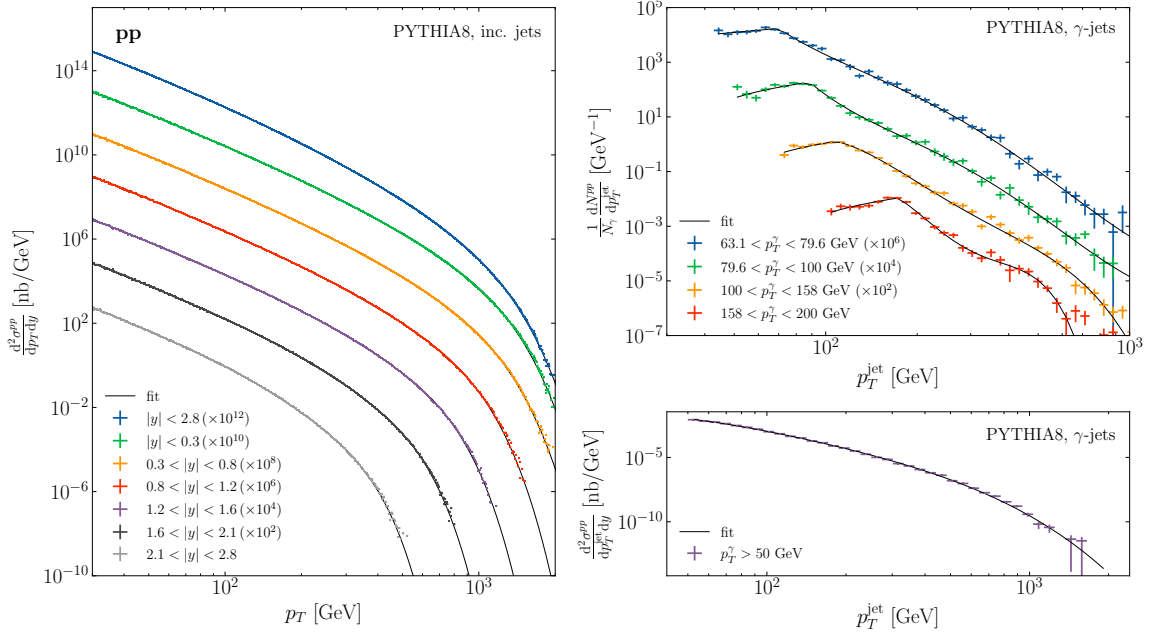 pp
PYTHIA8, inc. jets
10^14
10^10
10^6
10^2
10^−2
10^−6
10^−10
d²σ^pp / dp_T dy [nb/GeV]
fit
|y| < 2.8 (×10^12)
|y| < 0.3 (×10^10)
0.3 < |y| < 0.8 (×10^8)
0.8 < |y| < 1.2 (×10^6)
1.2 < |y| < 1.6 (×10^4)
1.6 < |y| < 2.1 (×10^2)
2.1 < |y| < 2.8
10^2
10^3
p_T [GeV]
PYTHIA8, γ-jets
10^5
10^3
10^1
10^−1
10^−3
10^−5
10^−7
1/N_γ dN^pp/dp_T^jet [GeV^−1]
fit
63.1 < p_T^γ < 79.6 GeV (×10^6)
79.6 < p_T^γ < 100 GeV (×10^4)
100 < p_T^γ < 158 GeV (×10^2)
158 < p_T^γ < 200 GeV
10^2
10^3
p_T^jet [GeV]
PYTHIA8, γ-jets
10^−5
10^−10
d²σ^pp / dp_T^jet dy [nb/GeV]
fit
p_T^γ > 50 GeV
10^2
10^3
p_T^jet [GeV]